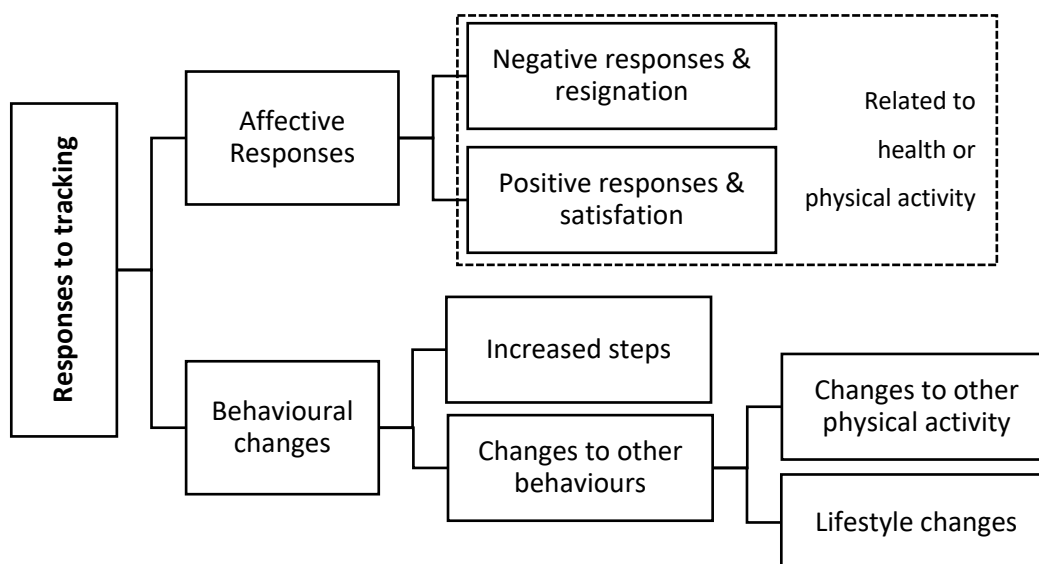 Responses to tracking
Affective
Responses
Negative responses &
resignation
Positive responses &
satisfation
Related to
health or
physical activity
Behavioural
changes
Increased steps
Changes to other
behaviours
Changes to other
physical activity
Lifestyle changes